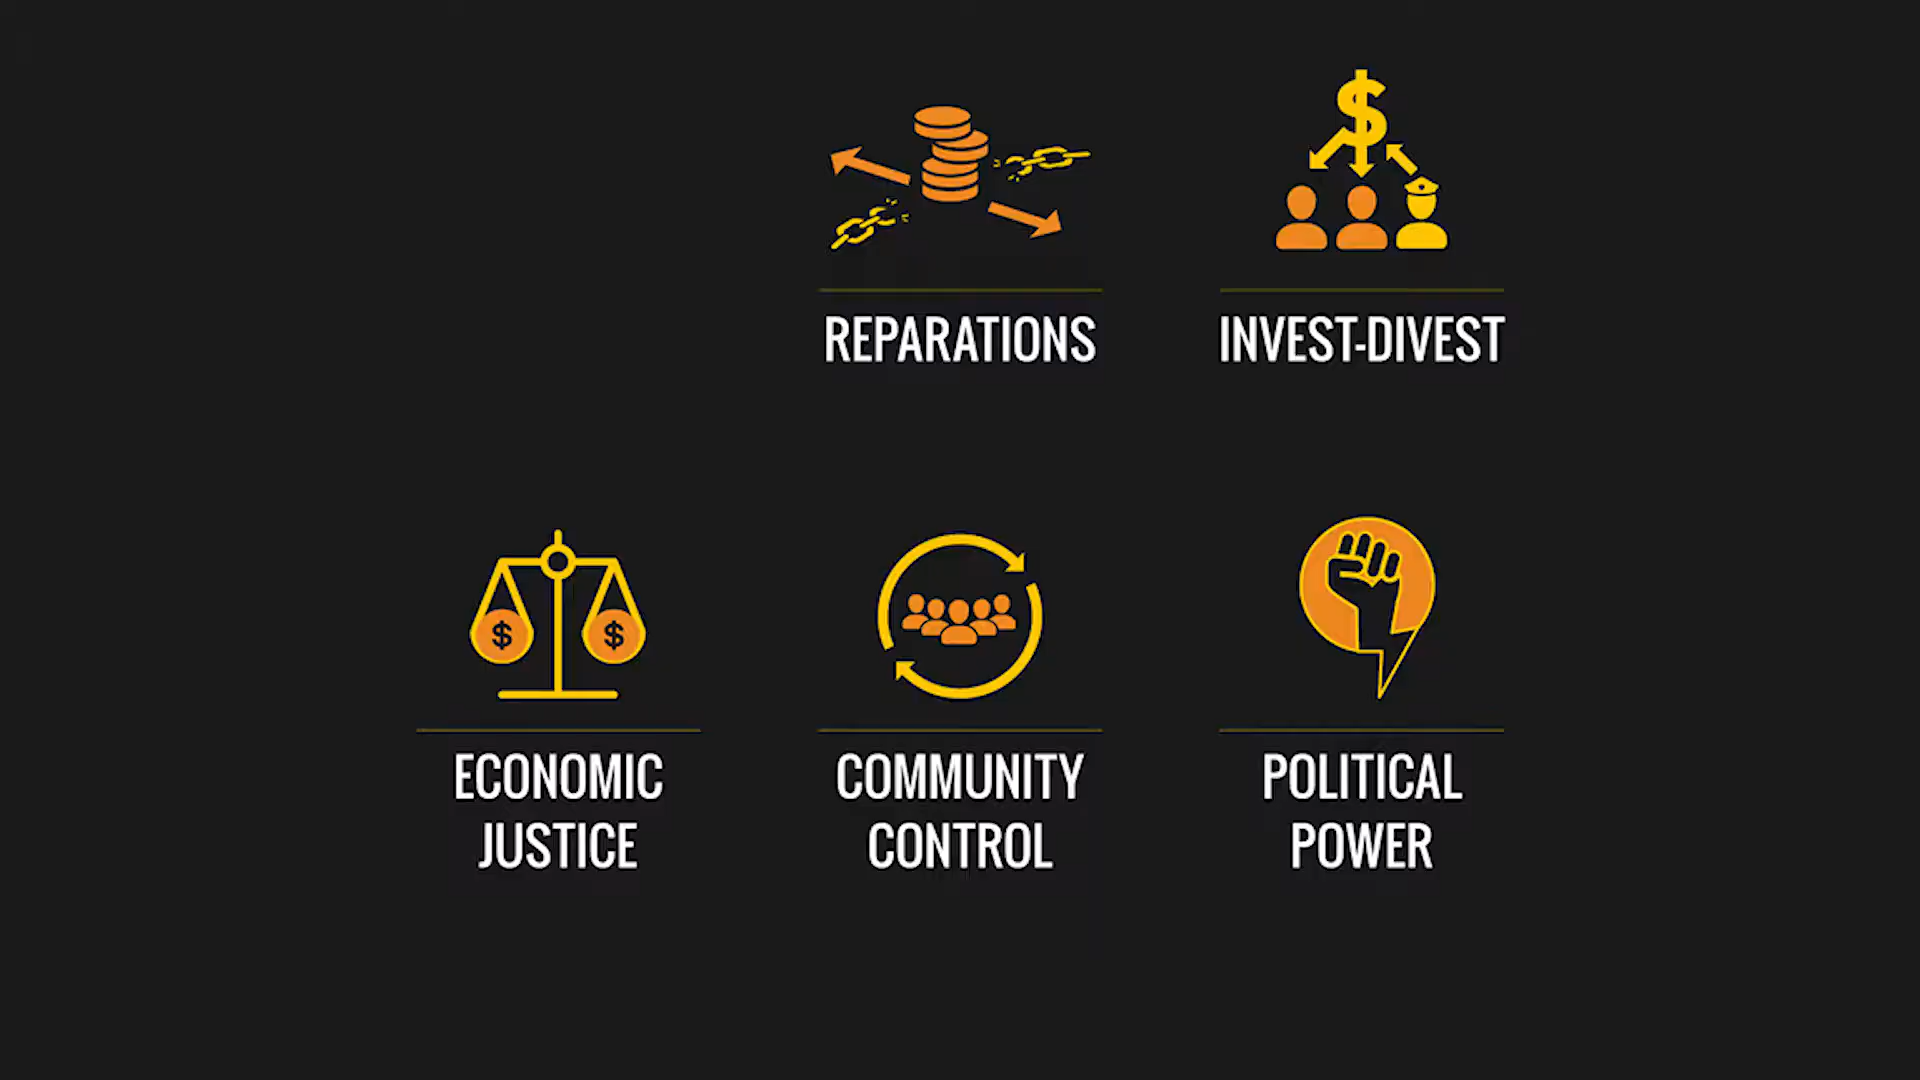 REPARATIONS
INVEST-DIVEST
$
$
ECONOMIC
JUSTICE
COMMUNITY
CONTROL
POLITICAL
POWER